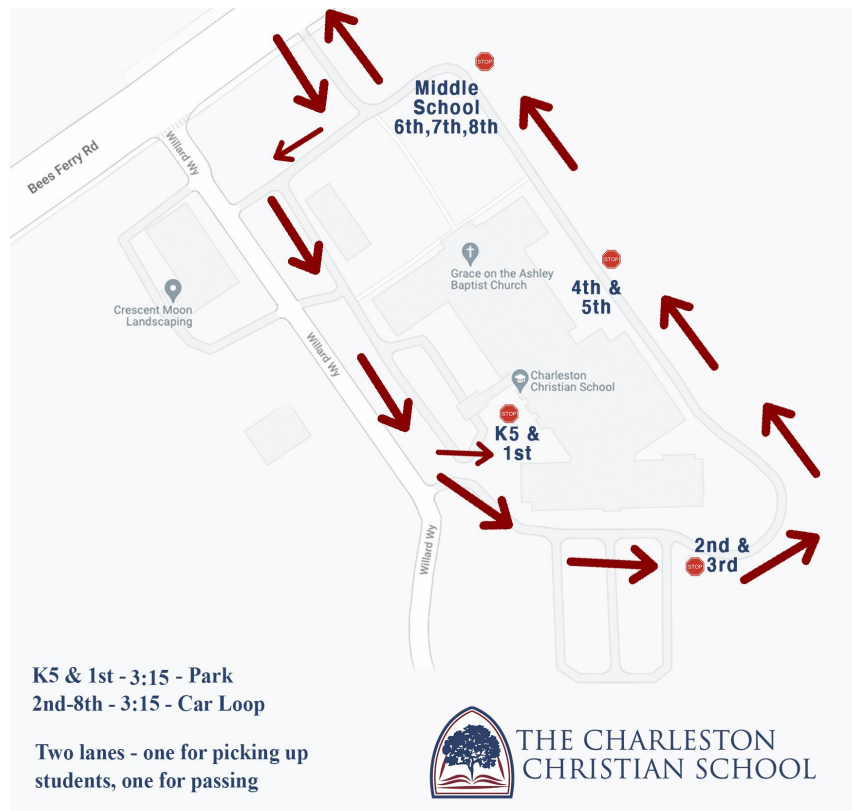 STOP
Middle
School
6th,7th,8th
Bees Ferry Rd
Willard Wy
STOP
4th &
5th
Grace on the Ashley
Baptist Church
Crescent Moon
Landscaping
Willard Wy
Charleston
Christian School
STOP
K5 &
1st
Willard Wy
2nd &
STOP 3rd
K5 & 1st - 3:15 - Park
2nd-8th - 3:15 - Car Loop
Two lanes - one for picking up
students, one for passing
THE CHARLESTON
CHRISTIAN SCHOOL